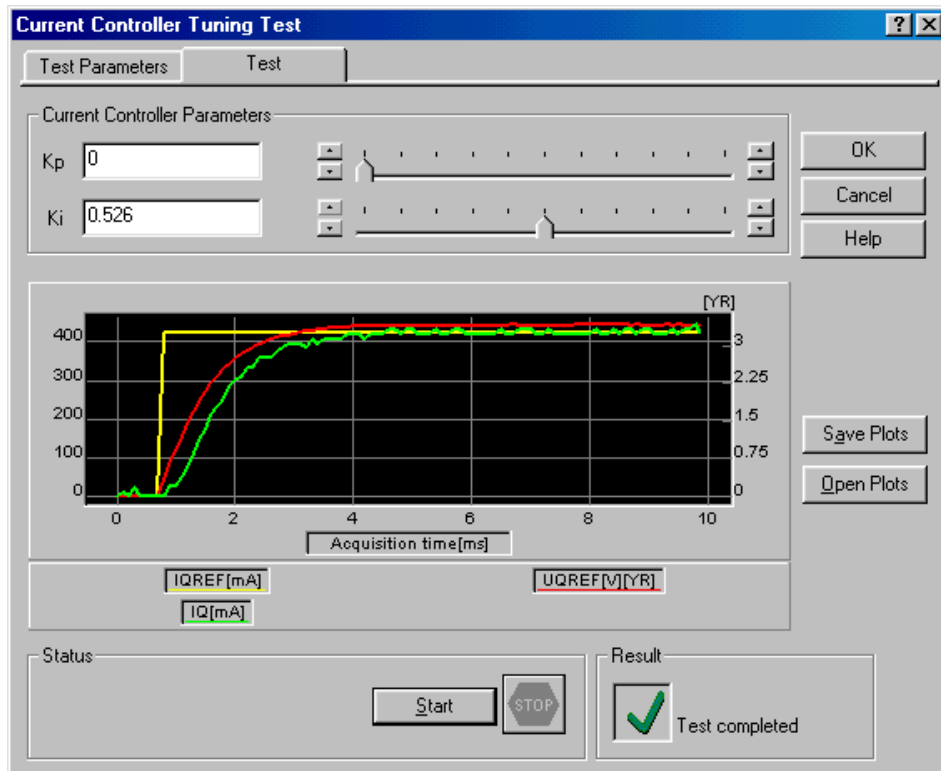 Current Controller Tuning Test
Test Parameters
Test
Current Controller Parameters
Kp
0
Ki
0.526
OK
Cancel
Help
[YR]
400
300
200
100
0
3
2.25
1.5
0.75
0
0
2
4
6
8
10
Acquisition time[ms]
IQREF[mA]
UQREF[V][YR]
IQ[mA]
Save Plots
Open Plots
Status
Start
STOP
Result
Test completed